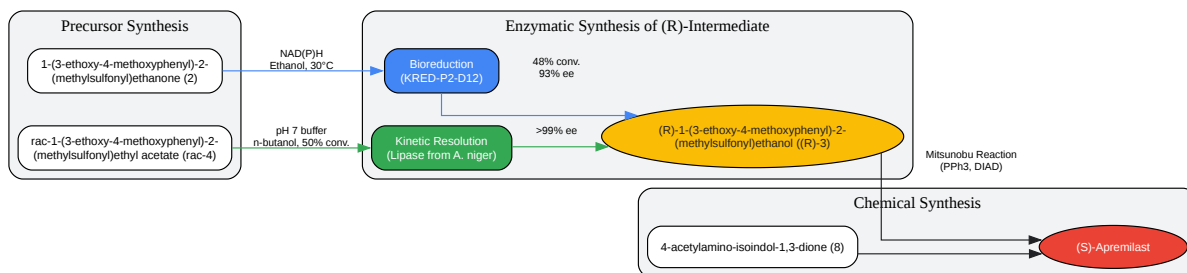 Precursor Synthesis
Enzymatic Synthesis of (R)-Intermediate
1-(3-ethoxy-4-methoxyphenyl)-2-
(methylsulfonyl)ethanone (2)
NAD(P)H
Ethanol, 30°C
Bioreduction
(KRED-P2-D12)
48% conv.
93% ee
rac-1-(3-ethoxy-4-methoxyphenyl)-2-
(methylsulfonyl)ethyl acetate (rac-4)
pH 7 buffer
n-butanol, 50% conv.
Kinetic Resolution
(Lipase from A. niger)
>99% ee
(R)-1-(3-ethoxy-4-methoxyphenyl)-2-
(methylsulfonyl)ethanol ((R)-3)
Mitsunobu Reaction
(PPh3, DIAD)
Chemical Synthesis
4-acetylamino-isoindol-1,3-dione (8)
(S)-Apremilast